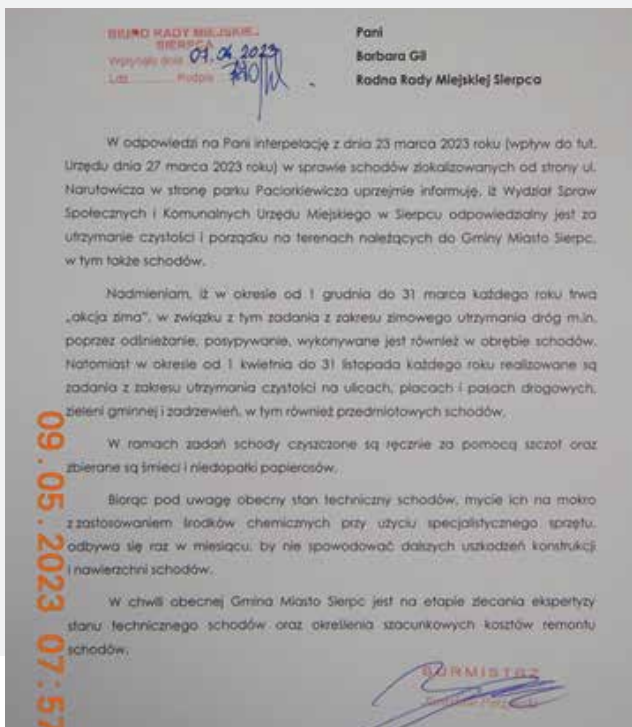 BIURO RADY MIEJSKIEJ
SIERPCA
Wpłynęło dnia 07.04.2023
Ldz. Podpis
Pani
Barbara Gil
Radna Rady Miejskiej Sierpca
W odpowiedzi na Pani interpelację z dnia 23 marca 2023 roku (wpływ do tut.
Urzędu dnia 27 marca 2023 roku) w sprawie schodów zlokalizowanych od strony ul.
Narutowicza w stronę parku Paciorkiewicza uprzejmie informuję, iż Wydział Spraw
Społecznych i Komunalnych Urzędu Miejskiego w Sierpcu odpowiedzialny jest za
utrzymanie czystości i porządku na terenach należących do Gminy Miasto Sierpc,
w tym także schodów.
Nadmieniam, iż w okresie od 1 grudnia do 31 marca każdego roku trwa
„akcja zima", w związku z tym zadania z zakresu zimowego utrzymania dróg m.in.
poprzez odśnieżanie, posypywanie, wykonywane jest również w obrębie schodów.
Natomiast w okresie od 1 kwietnia do 31 listopada każdego roku realizowane są
zadania z zakresu utrzymania czystości na ulicach, placach i pasach drogowych,
zieleni gminnej i zadrzewień, w tym również przedmiotowych schodów.
W ramach zadań schody czyszczone są ręcznie za pomocą szczot oraz
zbierane są śmieci i niedopałki papierosów.
Biorąc pod uwagę obecny stan techniczny schodów, mycie ich na mokro
z zastosowaniem środków chemicznych przy użyciu specjalistycznego sprzętu,
odbywa się raz w miesiącu, by nie spowodować dalszych uszkodzeń konstrukcji
i nawierzchni schodów.
W chwili obecnej Gmina Miasto Sierpc jest na etapie zlecania ekspertyzy
stanu technicznego schodów oraz określenia szacunkowych kosztów remontu
schodów.
BURMISTRZ
09.05.2023 07:57